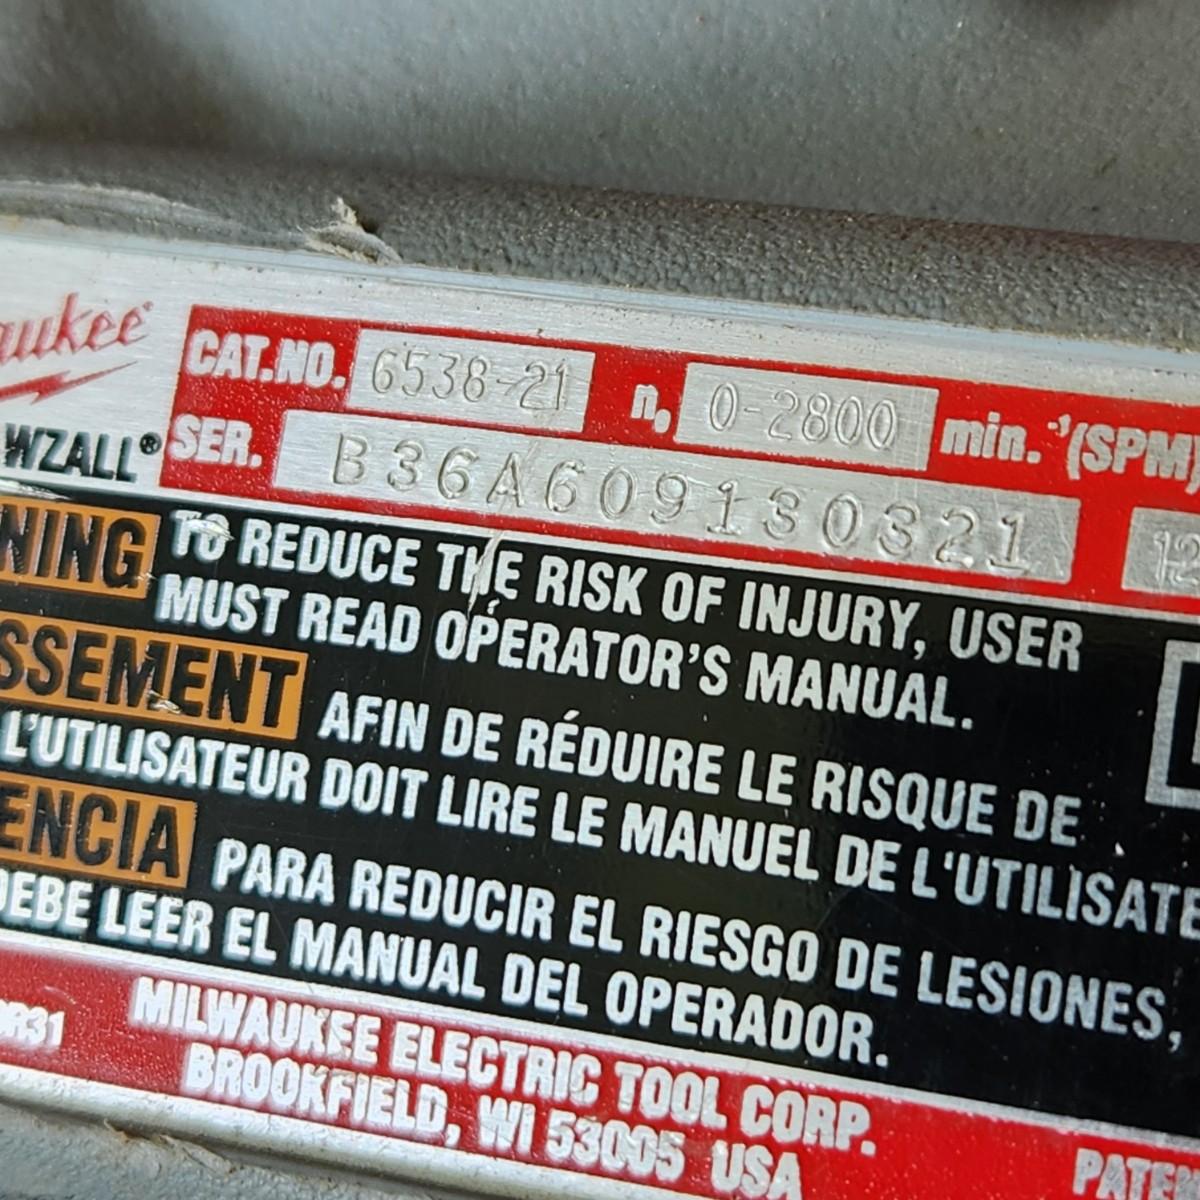 aukee®
CAT.NO. 6538-21 n。 0-2800 min.⁻¹(SPM)
WZALL® SER. B36A609130321 12
NING TO REDUCE THE RISK OF INJURY, USER
MUST READ OPERATOR'S MANUAL.
SSEMENT AFIN DE RÉDUIRE LE RISQUE DE
L'UTILISATEUR DOIT LIRE LE MANUEL DE L'UTILISATE
ENCIA PARA REDUCIR EL RIESGO DE LESIONES,
DEBE LEER EL MANUAL DEL OPERADOR.
R31 MILWAUKEE ELECTRIC TOOL CORP.
BROOKFIELD, WI 53005 USA PATEN